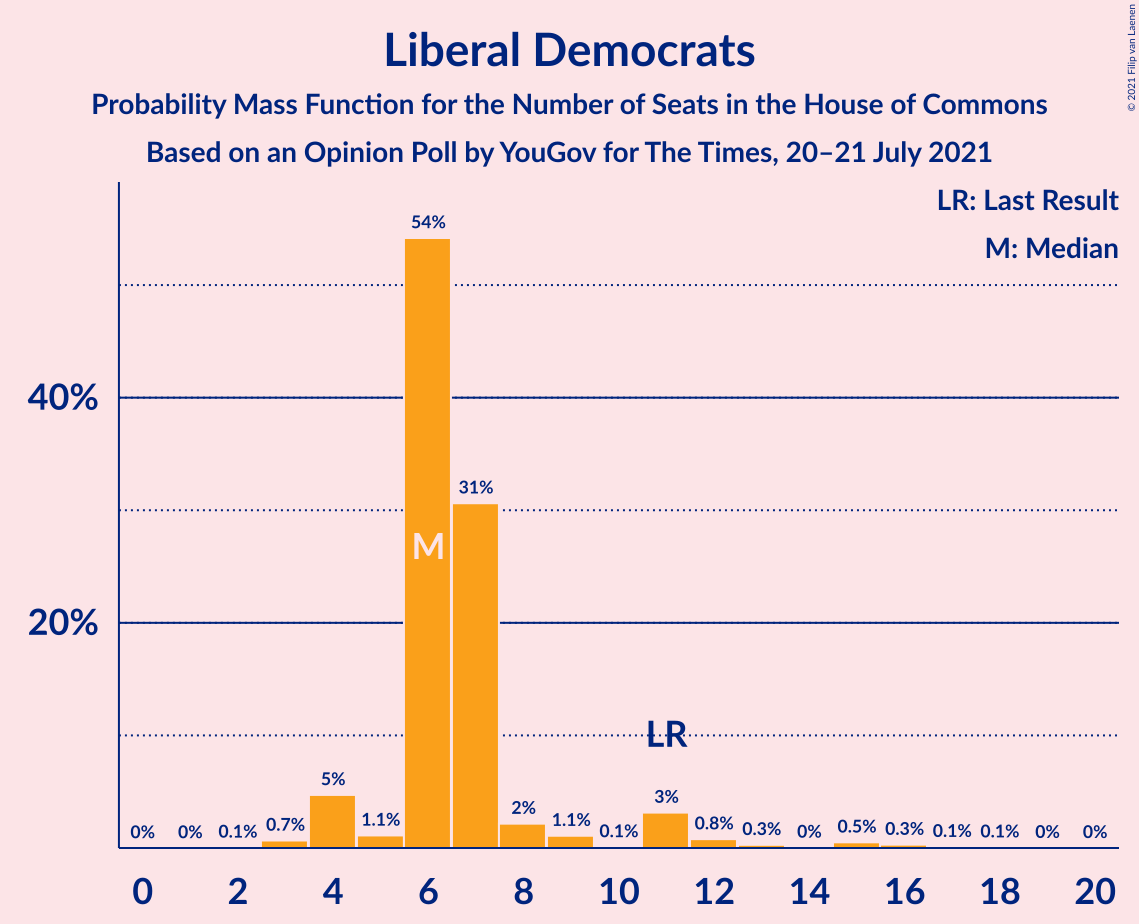 Liberal Democrats
Probability Mass Function for the Number of Seats in the House of Commons
Based on an Opinion Poll by YouGov for The Times, 20–21 July 2021
© 2021 Filip van Laenen
LR: Last Result
M: Median
40%
20%
0% 0% 0.1% 0.7% 5% 1.1% 54% 31% 2% 1.1% 0.1% 3% 0.8% 0.3% 0% 0.5% 0.3% 0.1% 0.1% 0% 0%
M
LR
0 2 4 6 8 10 12 14 16 18 20